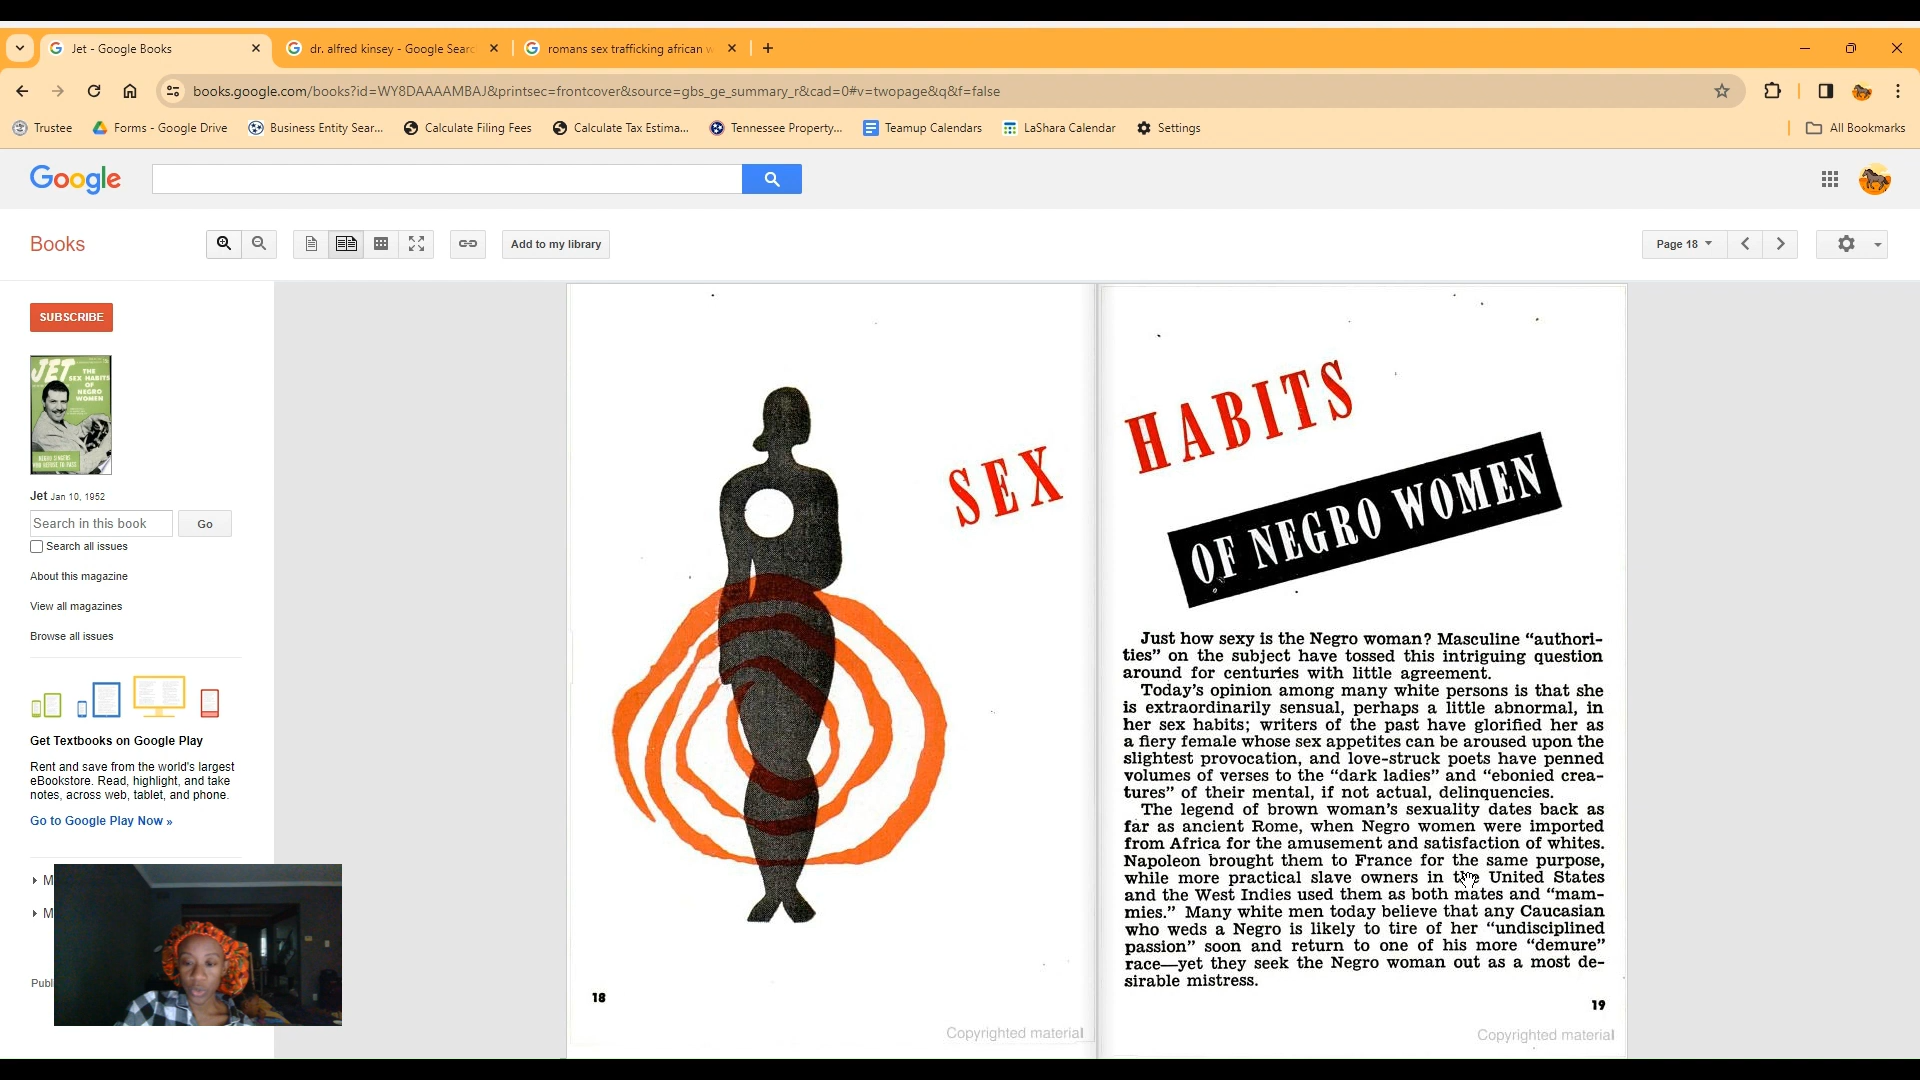 Jet - Google Books
dr. alfred kinsey - Google Searc
romans sex trafficking african w
books.google.com/books?id=WY8DAAAAMBAJ&printsec=frontcover&source=gbs_ge_summary_r&cad=0#v=twopage&q&f=false
Trustee
Forms - Google Drive
Business Entity Sear...
Calculate Filing Fees
Calculate Tax Estima...
Tennessee Property...
Teamup Calendars
LaShara Calendar
Settings
All Bookmarks
Google
Books
Add to my library
Page 18
SUBSCRIBE
JET
THE
SEX HABITS
OF NEGRO
WOMEN
Jet Jan 10, 1952
Search in this book
Go
Search all issues
About this magazine
View all magazines
Browse all issues
Get Textbooks on Google Play
Rent and save from the world's largest
eBookstore. Read, highlight, and take
notes, across web, tablet, and phone.
Go to Google Play Now »
M
M
Publ
SEX
18
Copyrighted material
HABITS
OF NEGRO WOMEN
Just how sexy is the Negro woman? Masculine “authori-
ties” on the subject have tossed this intriguing question
around for centuries with little agreement.
Today’s opinion among many white persons is that she
is extraordinarily sensual, perhaps a little abnormal, in
her sex habits; writers of the past have glorified her as
a fiery female whose sex appetites can be aroused upon the
slightest provocation, and love-struck poets have penned
volumes of verses to the “dark ladies” and “ebonied crea-
tures” of their mental, if not actual, delinquencies.
The legend of brown woman’s sexuality dates back as
far as ancient Rome, when Negro women were imported
from Africa for the amusement and satisfaction of whites.
Napoleon brought them to France for the same purpose,
while more practical slave owners in the United States
and the West Indies used them as both mates and “mam-
mies.” Many white men today believe that any Caucasian
who weds a Negro is likely to tire of her “undisciplined
passion” soon and return to one of his more “demure”
race—yet they seek the Negro woman out as a most de-
sirable mistress.
19
Copyrighted material